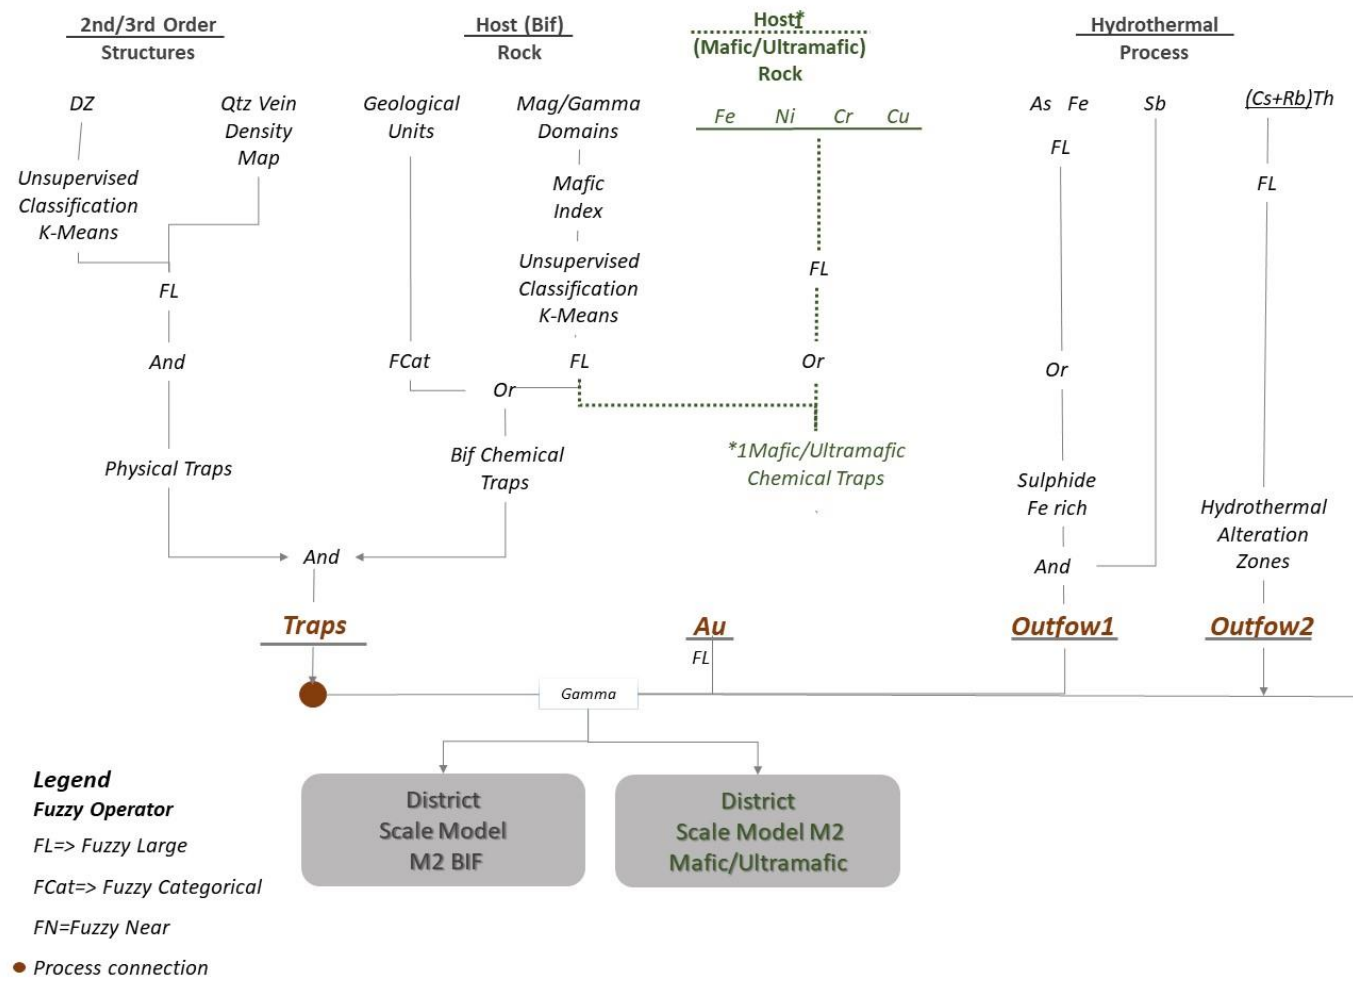 2nd/3rd Order
Structures
Host (Bif)
Rock
Host1*
(Mafic/Ultramafic)
Rock
Hydrothermal
Process
DZ
Qtz Vein
Density
Map
Geological
Units
Mag/Gamma
Domains
Fe Ni Cr Cu
As Fe
Sb
(Cs+Rb)Th
Unsupervised
Classification
K-Means
Mafic
Index
Unsupervised
Classification
K-Means
FL
FL
FL
FL
And
FCat
FL
Or
Or
Or
Physical Traps
Bif Chemical
Traps
*1Mafic/Ultramafic
Chemical Traps
Sulphide
Fe rich
Hydrothermal
Alteration
Zones
And
And
Traps
Au
Outfow1
Outfow2
FL
Gamma
District
Scale Model
M2 BIF
District
Scale Model M2
Mafic/Ultramafic
Legend
Fuzzy Operator
FL=> Fuzzy Large
FCat=> Fuzzy Categorical
FN=Fuzzy Near
Process connection